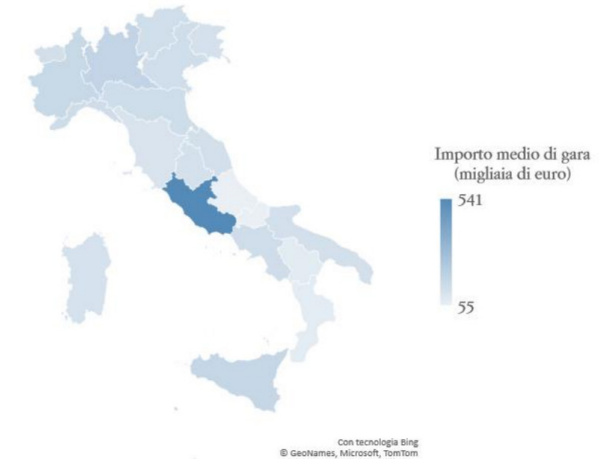 Importo medio di gara
(migliaia di euro)
541
55
Con tecnologia Bing
© GeoNames, Microsoft, TomTom